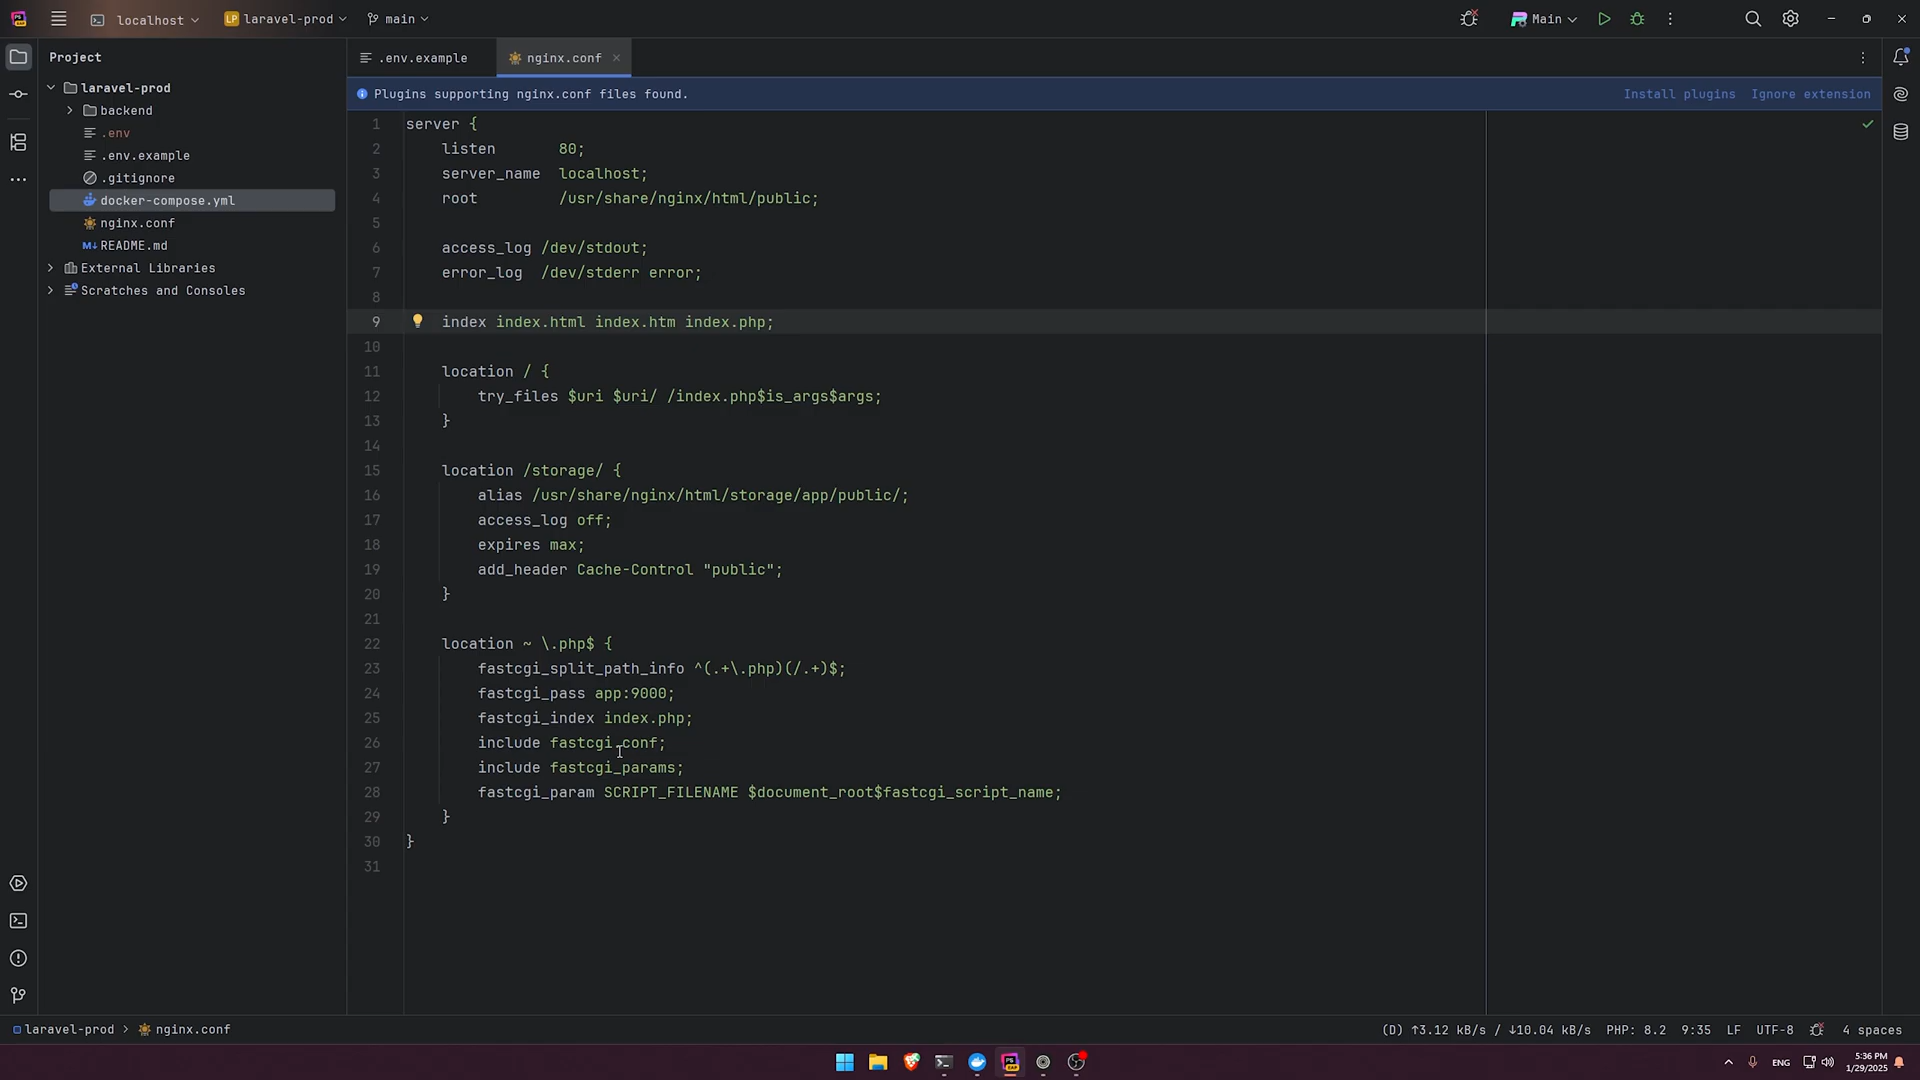 PS
localhost
LP laravel-prod
main
Main
Project
.env.example
nginx.conf
laravel-prod
Plugins supporting nginx.conf files found.
Install plugins
Ignore extension
backend
.env
.env.example
.gitignore
docker-compose.yml
nginx.conf
M↓ README.md
External Libraries
Scratches and Consoles
1 server {
2 listen 80;
3 server_name localhost;
4 root /usr/share/nginx/html/public;
5
6 access_log /dev/stdout;
7 error_log /dev/stderr error;
8
9 index index.html index.htm index.php;
10
11 location / {
12 try_files $uri $uri/ /index.php$is_args$args;
13 }
14
15 location /storage/ {
16 alias /usr/share/nginx/html/storage/app/public/;
17 access_log off;
18 expires max;
19 add_header Cache-Control "public";
20 }
21
22 location ~ \.php$ {
23 fastcgi_split_path_info ^(.+\.php)(/.+)$;
24 fastcgi_pass app:9000;
25 fastcgi_index index.php;
26 include fastcgi.conf;
27 include fastcgi_params;
28 fastcgi_param SCRIPT_FILENAME $document_root$fastcgi_script_name;
29 }
30 }
31
laravel-prod > nginx.conf
(D) ↑3.12 kB/s / ↓10.04 kB/s
PHP: 8.2
9:35
LF
UTF-8
4 spaces
ENG
5:36 PM
1/29/2025